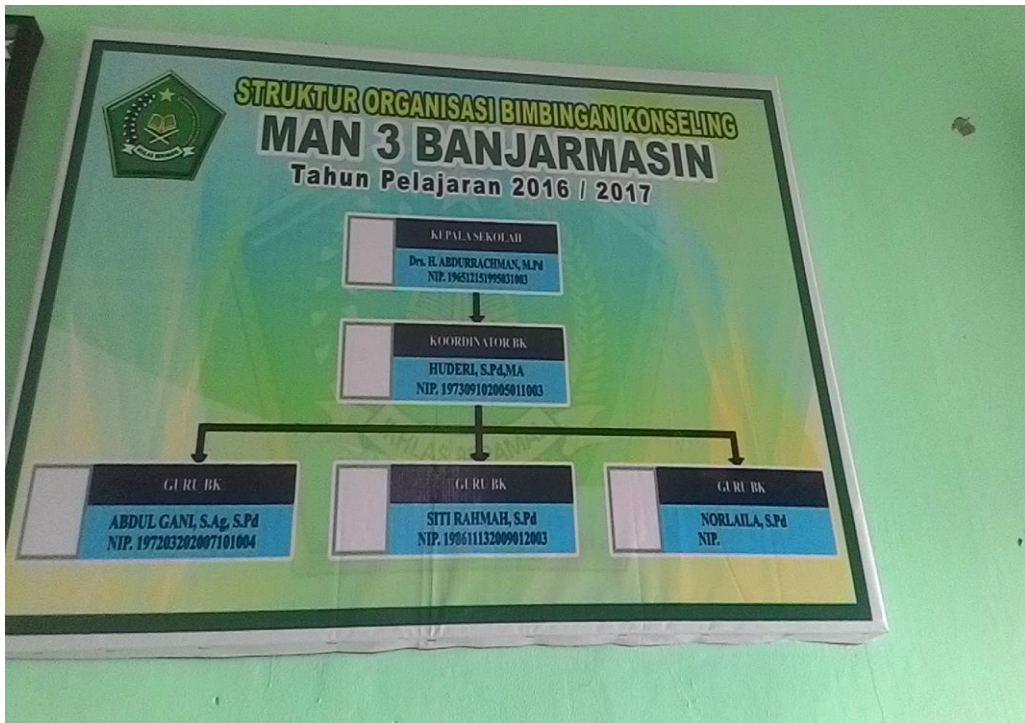 STRUKTUR ORGANISASI BIMBINGAN KONSELING
MAN 3 BANJARMASIN
Tahun Pelajaran 2016 / 2017
KEPALA SEKOLAH
Drs. H. ABDURRACHMAN, M.Pd
NIP. 196512151995031003
KOORDINATOR BK
HUDERI, S.Pd,MA
NIP. 197309102005011003
GURU BK
ABDUL GANI, S.Ag, S.Pd
NIP. 197203202007101004
GURU BK
SITI RAHMAH, S.Pd
NIP. 198611132009012003
GURU BK
NORLAILA, S.Pd
NIP.
IKHLAS BERAMAL